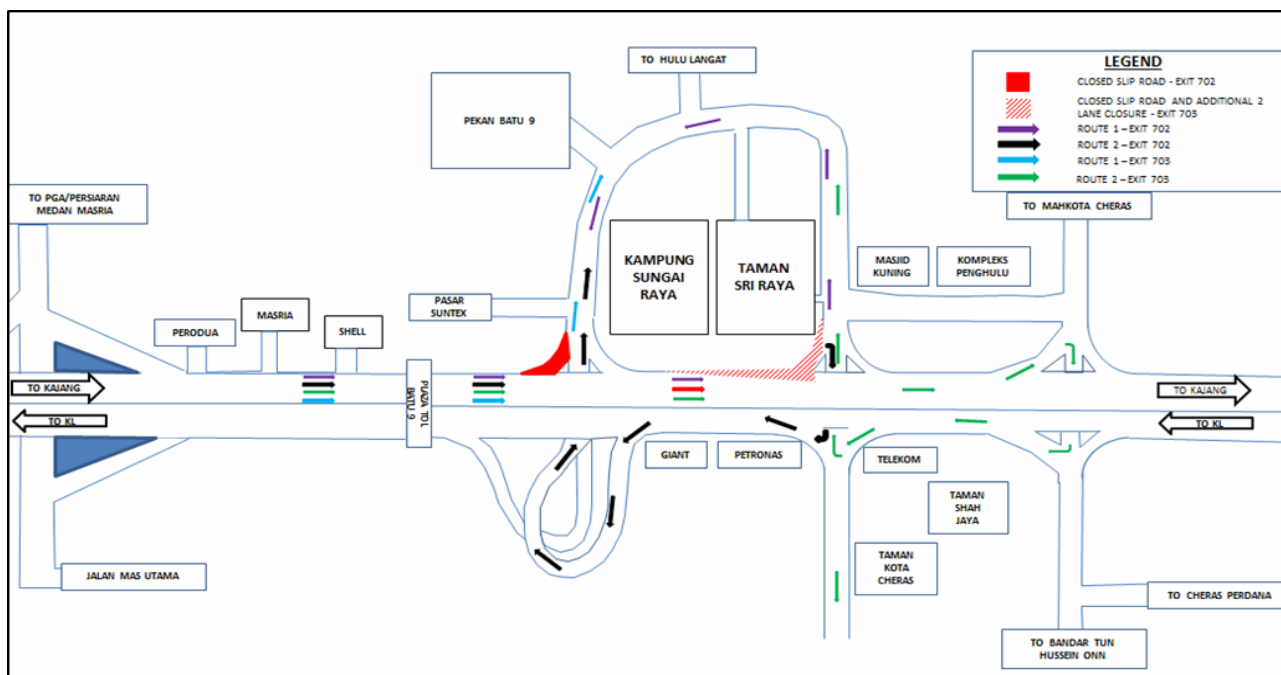 TO HULU LANGAT
LEGEND
CLOSED SLIP ROAD - EXIT 702
CLOSED SLIP ROAD AND ADDITIONAL 2
LANE CLOSURE - EXIT 703
ROUTE 1 – EXIT 702
ROUTE 2 – EXIT 702
ROUTE 1 – EXIT 703
ROUTE 2 – EXIT 703
PEKAN BATU 9
TO PGA/PERSIARAN
MEDAN MASRIA
TO MAHKOTA CHERAS
KAMPUNG
SUNGAI
RAYA
TAMAN
SRI RAYA
MASJID
KUNING
KOMPLEKS
PENGHULU
PASAR
SUNTEX
MASRIA
PERODUA
SHELL
PLAZA TOL
BATU 9
TO KAJANG
TO KL
TO KAJANG
TO KL
GIANT
PETRONAS
TELEKOM
TAMAN
SHAH
JAYA
TAMAN
KOTA
CHERAS
JALAN MAS UTAMA
TO CHERAS PERDANA
TO BANDAR TUN
HUSSEIN ONN